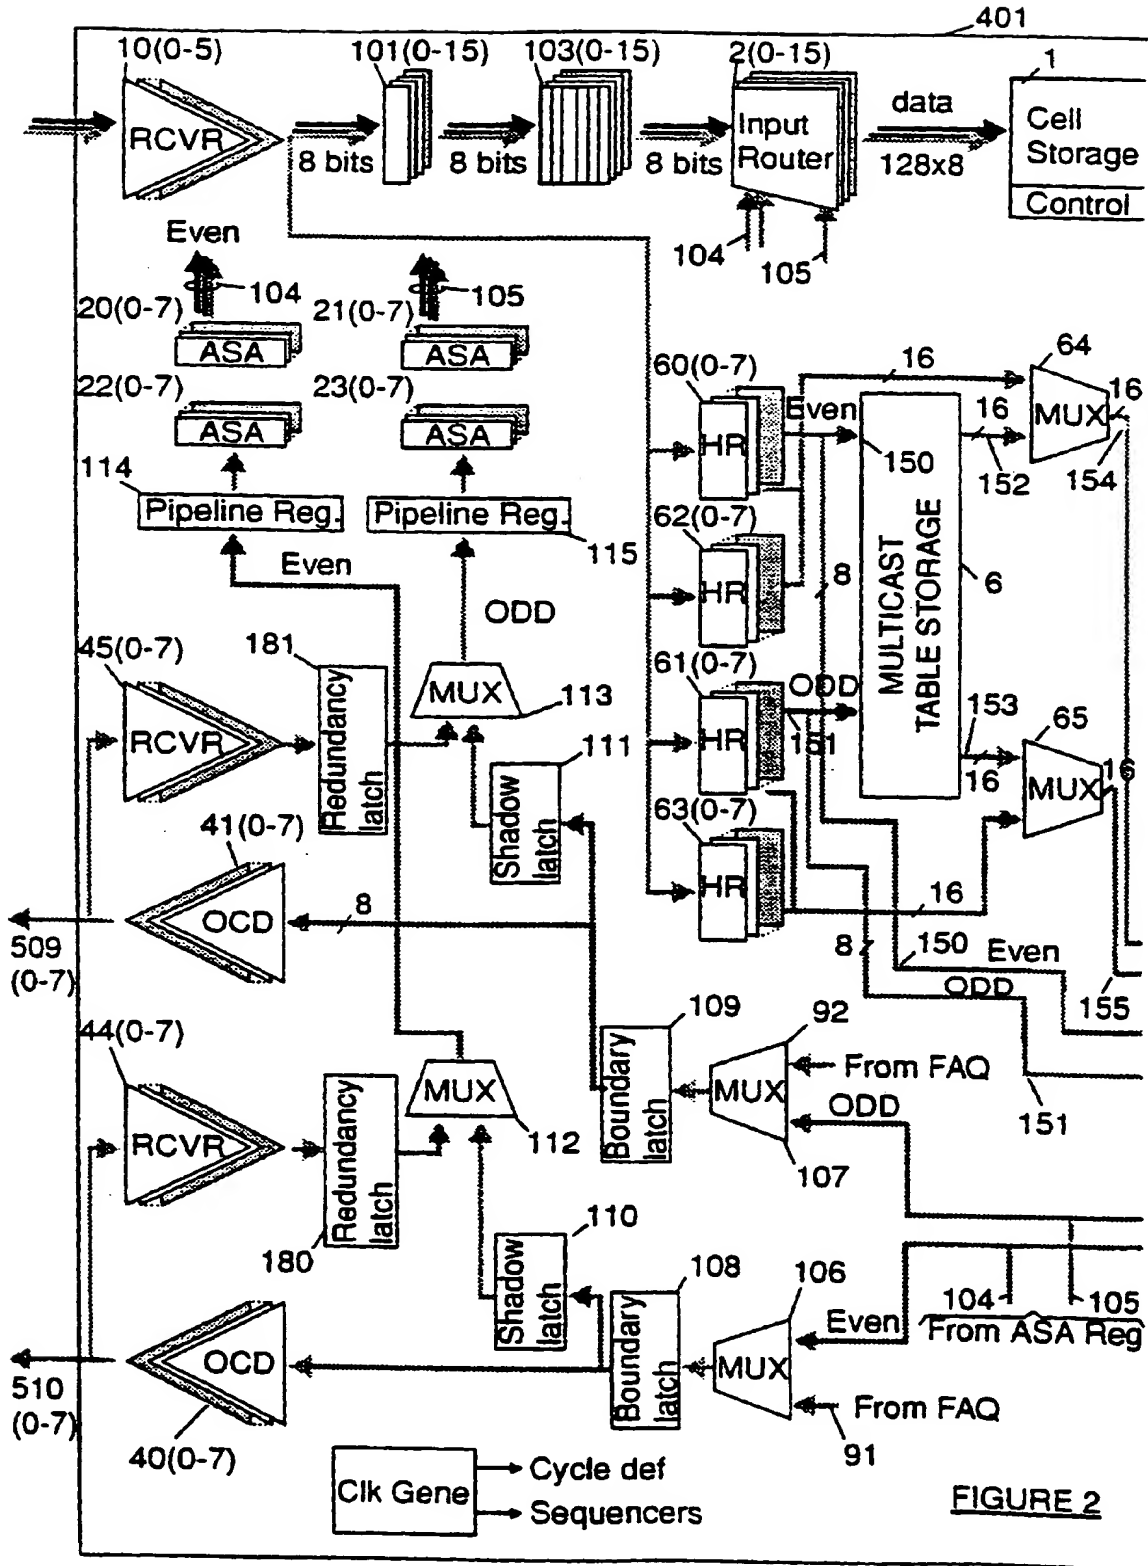 401
10(0-5)
101(0-15)
103(0-15)
2(0-15)
1
RCVR
8 bits
8 bits
8 bits
Input
Router
data
128x8
Cell
Storage
Control
104
105
Even
104
105
20(0-7)
21(0-7)
ASA
ASA
22(0-7)
23(0-7)
ASA
ASA
114
Pipeline Reg.
Pipeline Reg.
115
Even
ODD
60(0-7)
HR
Even
150
16
64
MUX
16
16
152
154
62(0-7)
HR
8
MULTICAST
TABLE STORAGE
6
61(0-7)
HR
ODD
151
153
16
65
MUX
16
63(0-7)
HR
16
8
150
Even
ODD
155
151
45(0-7)
RCVR
181
Redundancy
latch
MUX
113
111
Shadow
latch
41(0-7)
OCD
8
509
(0-7)
44(0-7)
RCVR
Redundancy
latch
180
MUX
112
109
Boundary
latch
92
MUX
From FAQ
ODD
107
110
Shadow
latch
108
Boundary
latch
106
MUX
Even
104
105
From ASA Reg
From FAQ
91
OCD
510
(0-7)
40(0-7)
Clk Gene
Cycle def
Sequencers
FIGURE 2